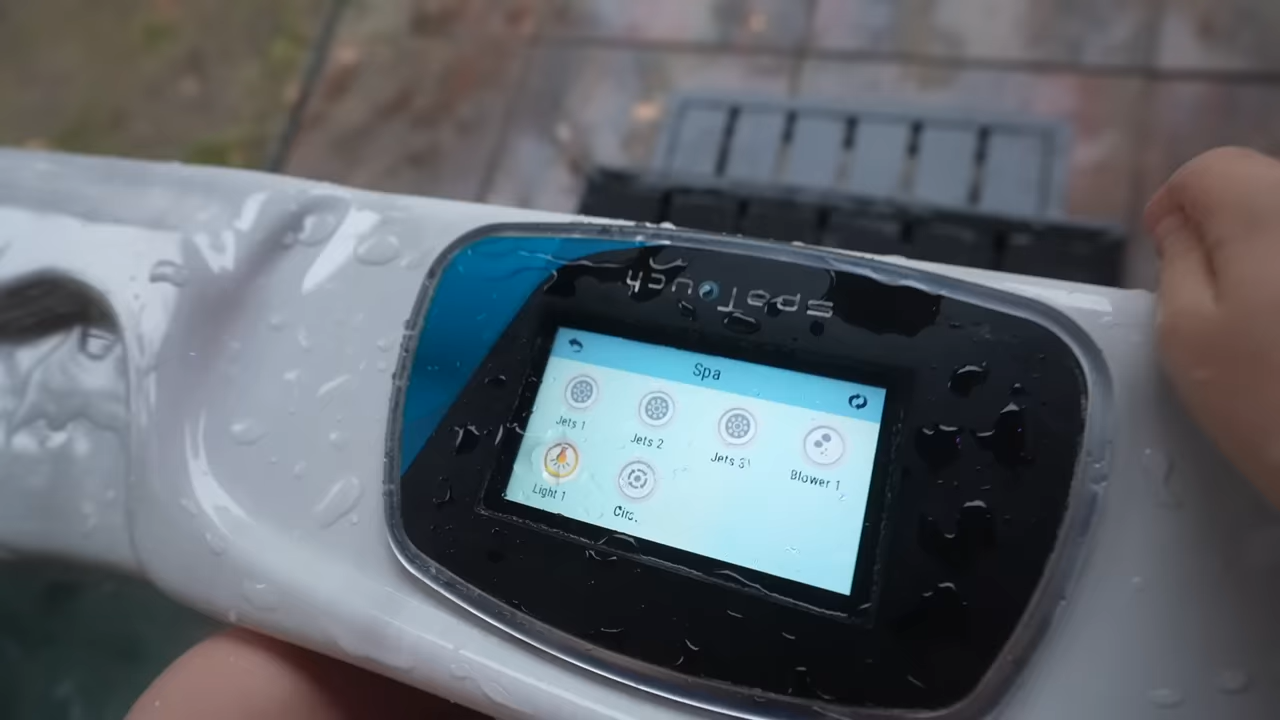 spaTouch
Spa
Jets 1
Jets 2
Jets 3
Blower 1
Light 1
Circ.